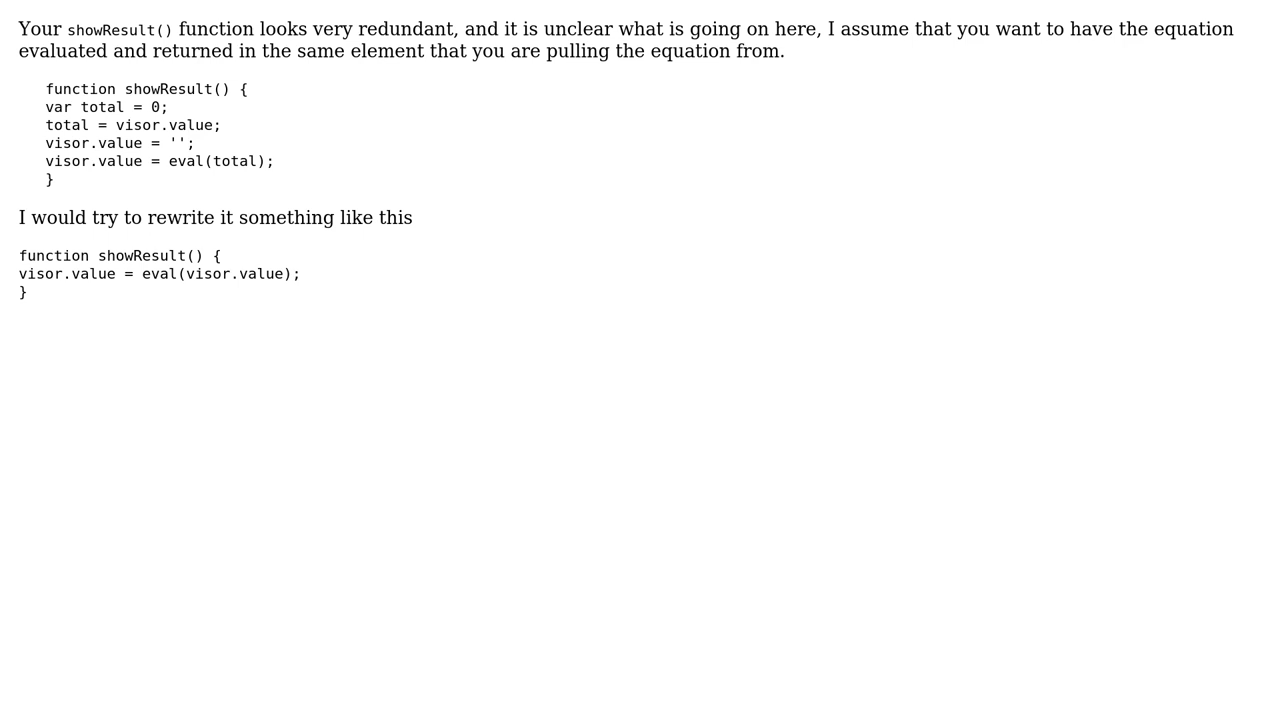 Your showResult() function looks very redundant, and it is unclear what is going on here, I assume that you want to have the equation
evaluated and returned in the same element that you are pulling the equation from.
function showResult() {
var total = 0;
total = visor.value;
visor.value = '';
visor.value = eval(total);
}
I would try to rewrite it something like this
function showResult() {
visor.value = eval(visor.value);
}